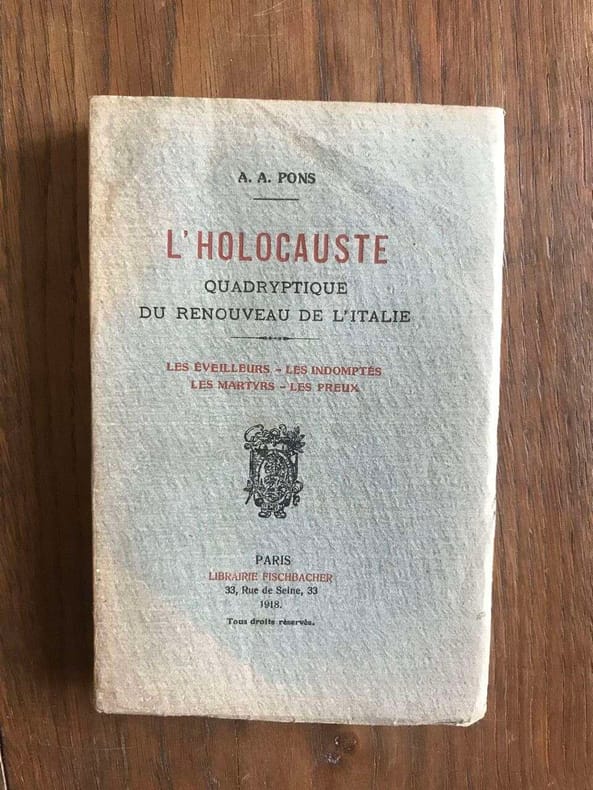 A. A. PONS
L'HOLOCAUSTE
QUADRYPTIQUE
DU RENOUVEAU DE L'ITALIE
LES ÉVEILLEURS - LES INDOMPTÉS
LES MARTYRS - LES PREUX
PARIS
LIBRAIRIE FISCHBACHER
33, Rue de Seine, 33
1918.
Tous droits réservés.